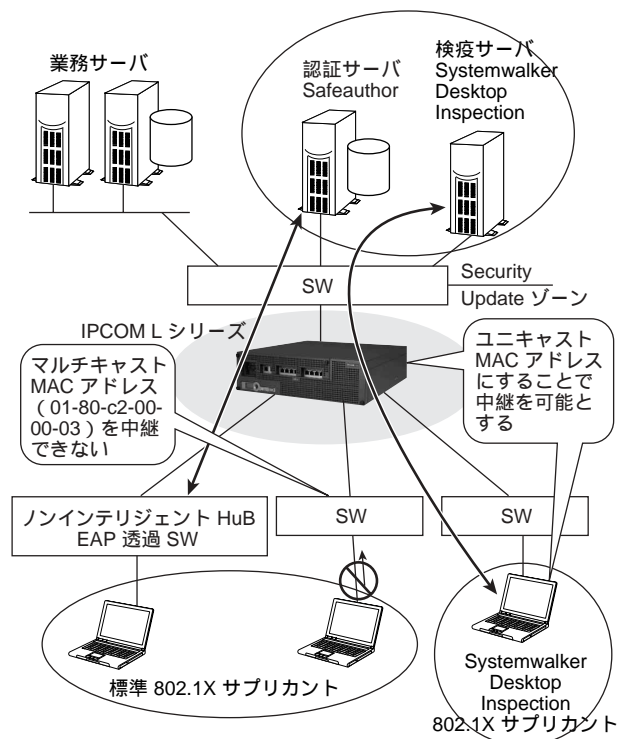 業務サーバ
認証サーバ
Safeauthor
検疫サーバ
Systemwalker
Desktop
Inspection
SW
Security
Update ゾーン
IPCOM L シリーズ
マルチキャスト
MAC アドレス
（01-80-c2-00-
00-03）を中継
できない
ユニキャスト
MAC アドレス
にすることで
中継を可能と
する
ノンインテリジェント HuB
EAP 透過 SW
SW
SW
標準 802.1X サプリカント
Systemwalker
Desktop
Inspection
802.1X サプリカント